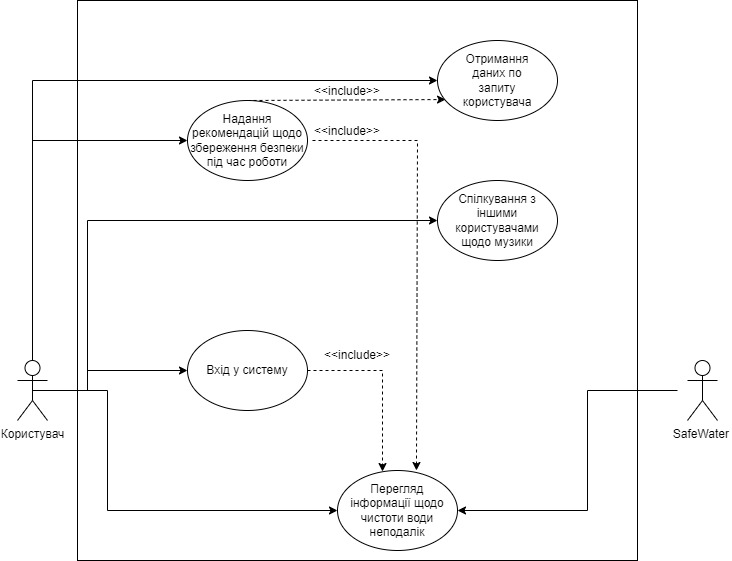 Отримання
даних по
запиту
користувача
<<include>>
Надання
рекомендацій щодо
збереження безпеки
під час роботи
<<include>>
Спілкування з
іншими
користувачами
щодо музики
<<include>>
Вхід у систему
Користувач
SafeWater
Перегляд
інформації щодо
чистоти води
неподалік